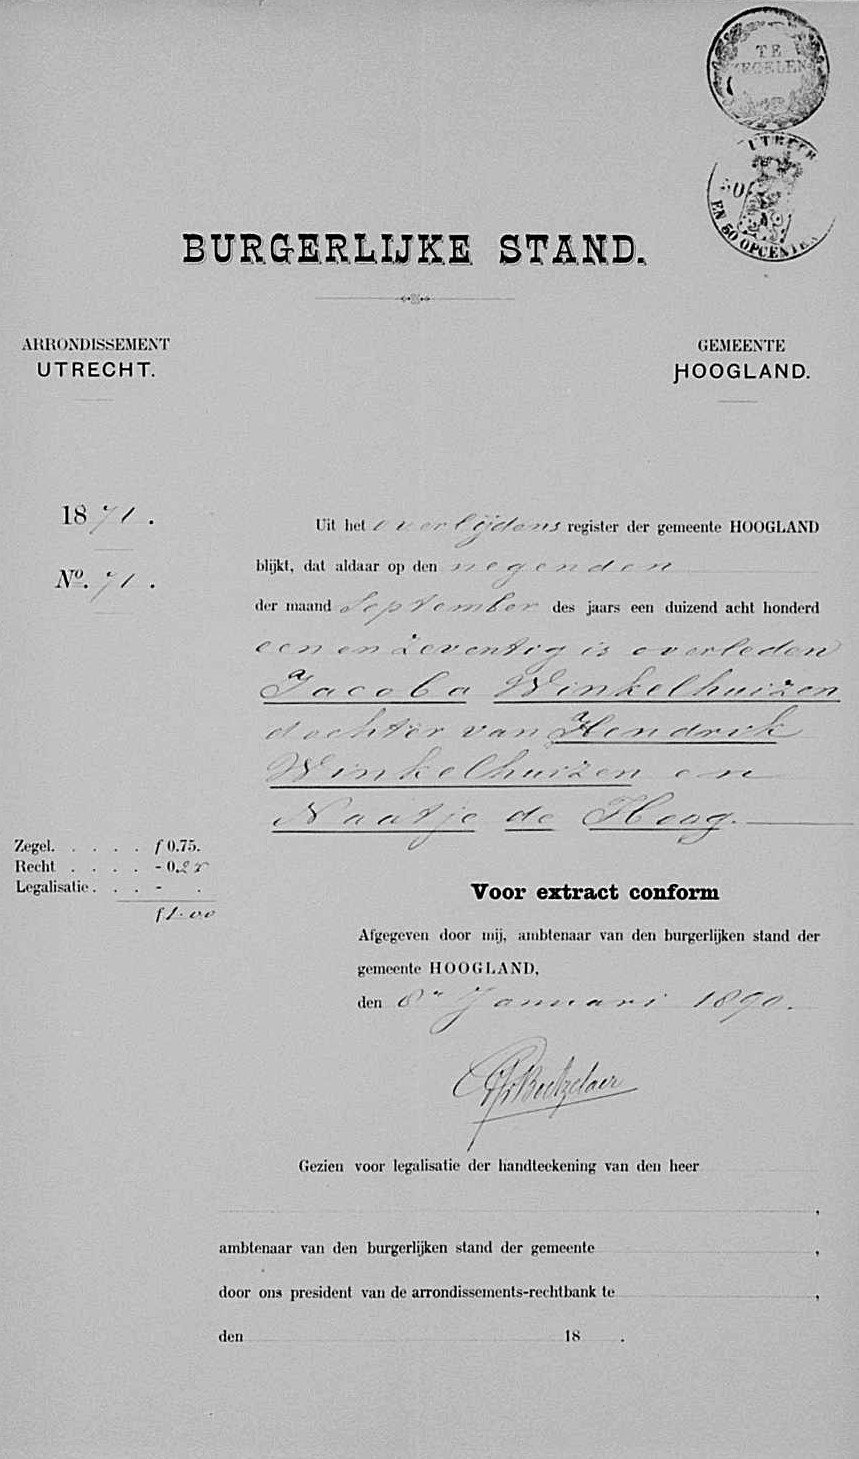 TE
ZEGELEN
UTRECH
50
EN 50 OPCENTEN
BURGERLIJKE STAND.
ARRONDISSEMENT
UTRECHT.
GEMEENTE
HOOGLAND.
1871.
No. 71.
Uit het overlijdens register der gemeente HOOGLAND
blijkt, dat aldaar op den negenden
der maand September des jaars een duizend acht honderd
een en zeventig is overleden
Jacoba Winkelhuizen
dochter van Hendrik
Winkelhuizen en
Naatje de Hoog.
Zegel. . . . . . f 0.75.
Recht . . . . - 0.25
Legalisatie . . . - .
f 1.00
Voor extract conform
Afgegeven door mij, ambtenaar van den burgerlijken stand der
gemeente HOOGLAND,
den 8n Januari 1890.
Gezien voor legalisatie der handteekening van den heer
,
ambtenaar van den burgerlijken stand der gemeente ,
door ons president van de arrondissements-rechtbank te ,
den 18 .